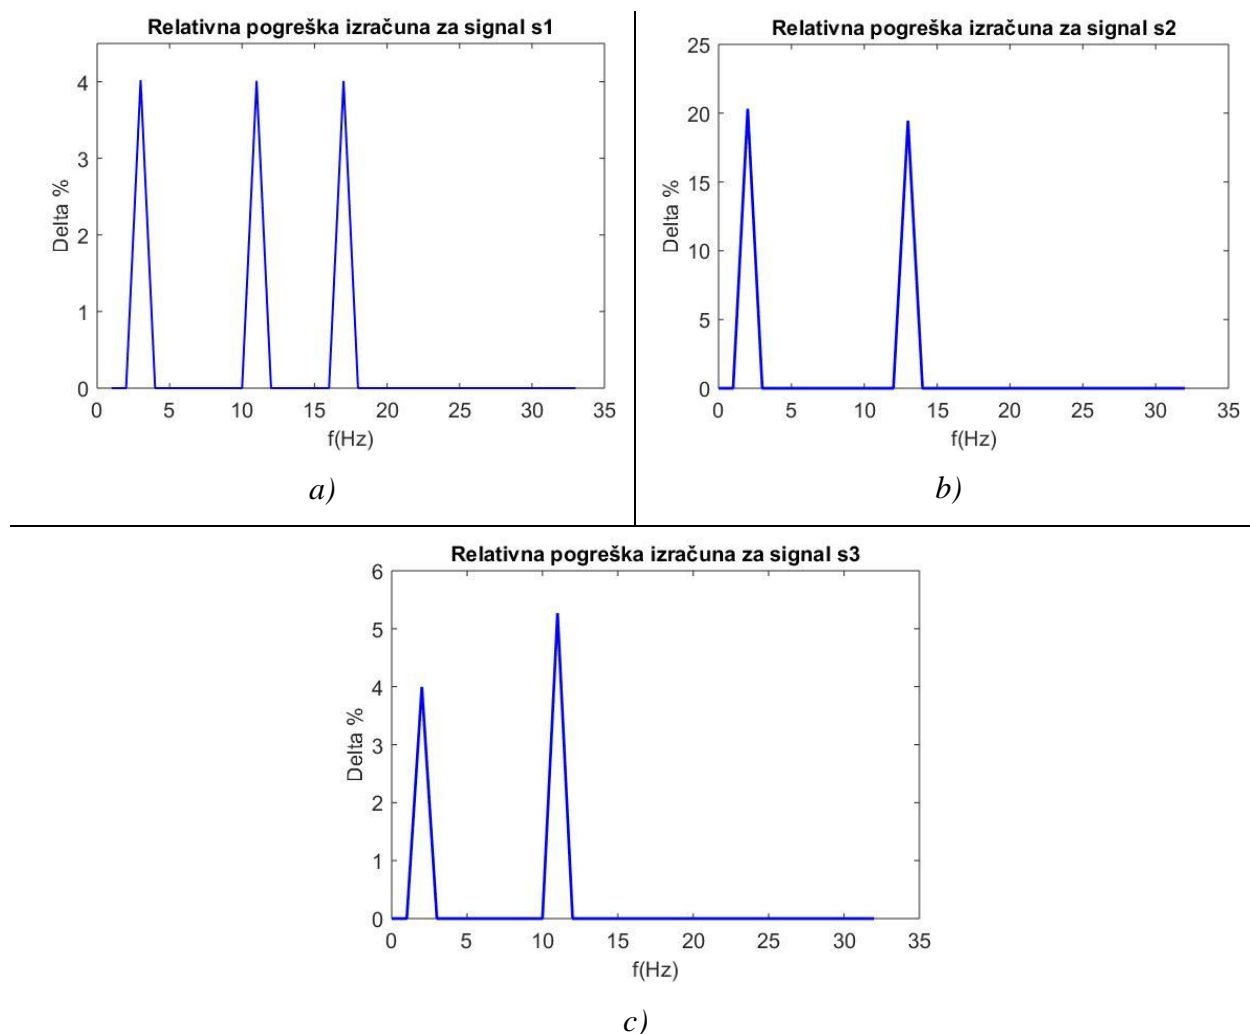 Relativna pogreška izračuna za signal s1
4
3
2
1
0
Delta %
0 5 10 15 20 25 30 35
f(Hz)
a)
Relativna pogreška izračuna za signal s2
25
20
15
10
5
0
Delta %
0 5 10 15 20 25 30 35
f(Hz)
b)
Relativna pogreška izračuna za signal s3
6
5
4
3
2
1
0
Delta %
0 5 10 15 20 25 30 35
f(Hz)
c)